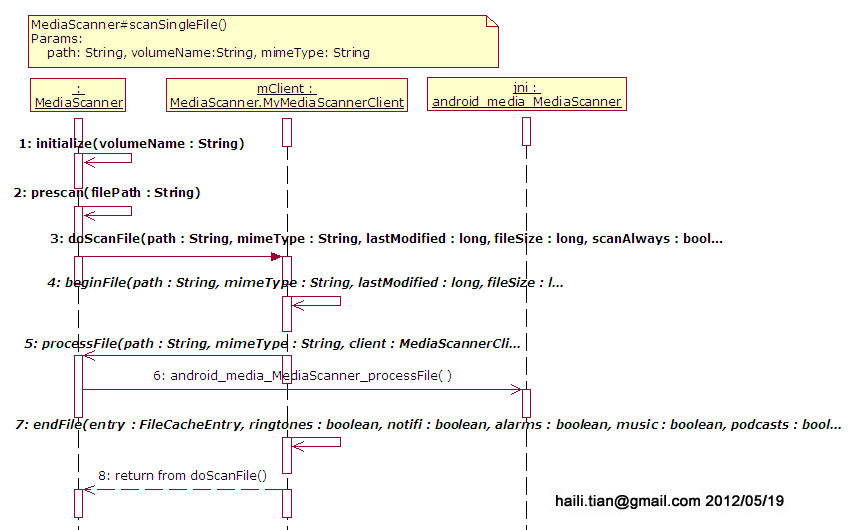 MediaScanner#scanSingleFile()
Params:
path: String, volumeName:String, mimeType: String
:
MediaScanner
mClient :
MediaScanner.MyMediaScannerClient
jni :
android_media_MediaScanner
1: initialize(volumeName : String)
2: prescan(filePath : String)
3: doScanFile(path : String, mimeType : String, lastModified : long, fileSize : long, scanAlways : bool...
4: beginFile(path : String, mimeType : String, lastModified : long, fileSize : l...
5: processFile(path : String, mimeType : String, client : MediaScannerCli...
6: android_media_MediaScanner_processFile( )
7: endFile(entry : FileCacheEntry, ringtones : boolean, notifi : boolean, alarms : boolean, music : boolean, podcasts : bool...
8: return from doScanFile()
haili.tian@gmail.com 2012/05/19